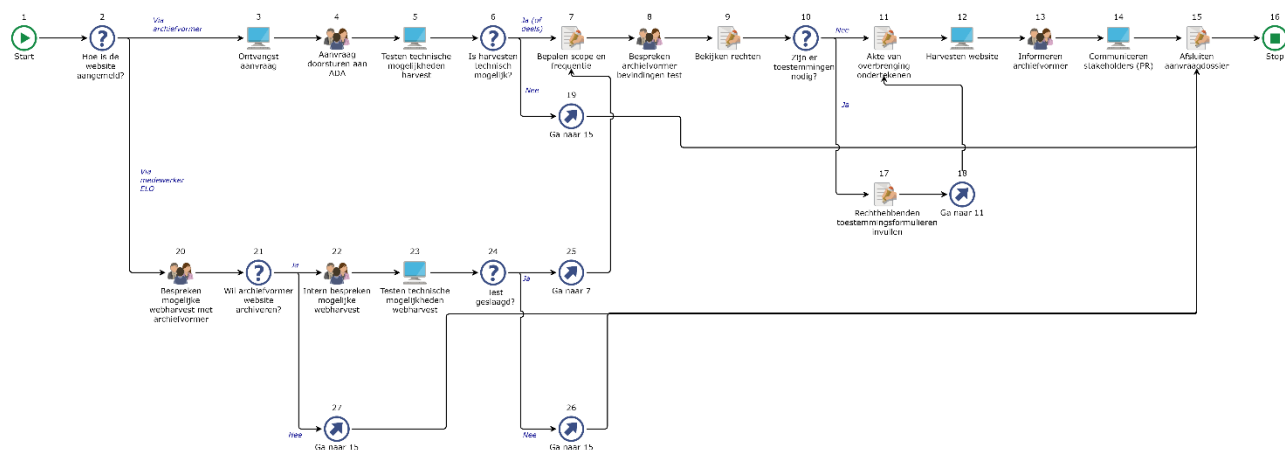 1
Start
2
Hoe is de
website
aangemeld?
Via
archiefvormer
3
Ontvangst
aanvraag
4
Aanvraag
doorsturen aan
ADA
5
Testen technische
mogelijkheden
harvest
6
Is harvesten
technisch
mogelijk?
Ja (of
deels)
7
Bepalen scope en
frequentie
8
Bespreken
archiefvormer
bevindingen test
9
Bekijken rechten
10
Zijn er
toestemmingen
nodig?
Nee
11
Akte van
overbrenging
ondertekenen
12
Harvesten website
13
Informeren
archiefvormer
14
Communiceren
stakeholders (PR)
15
Afsluiten
aanvraagdossier
16
Stop
Nee
19
Ga naar 15
Ja
17
Rechthebbenden
toestemmingsformulieren
invullen
18
Ga naar 11
Via
medewerker
ELO
20
Bespreken
mogelijke
webharvest met
archiefvormer
21
Wil archiefvormer
website
archiveren?
Ja
22
Intern bespreken
mogelijke
webharvest
23
Testen technische
mogelijkheden
webharvest
24
Test
geslaagd?
Ja
25
Ga naar 7
Nee
27
Ga naar 15
Nee
26
Ga naar 15